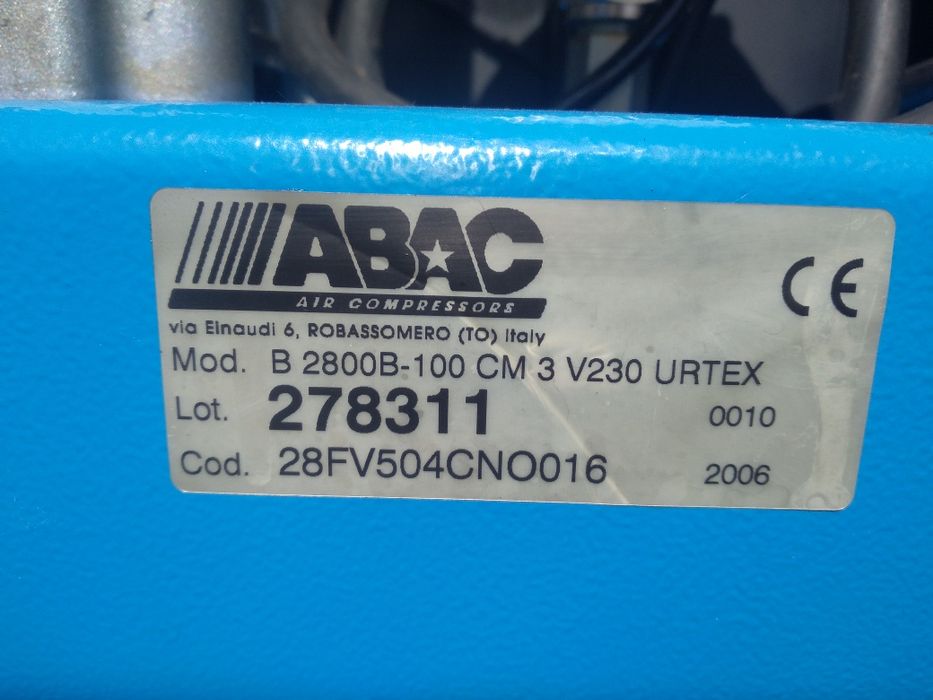 ABAC
AIR COMPRESSORS
via Einaudi 6, ROBASSOMERO (TO) Italy
CE
Mod. B 2800B-100 CM 3 V230 URTEX
Lot. 278311 0010
Cod. 28FV504CNO016 2006